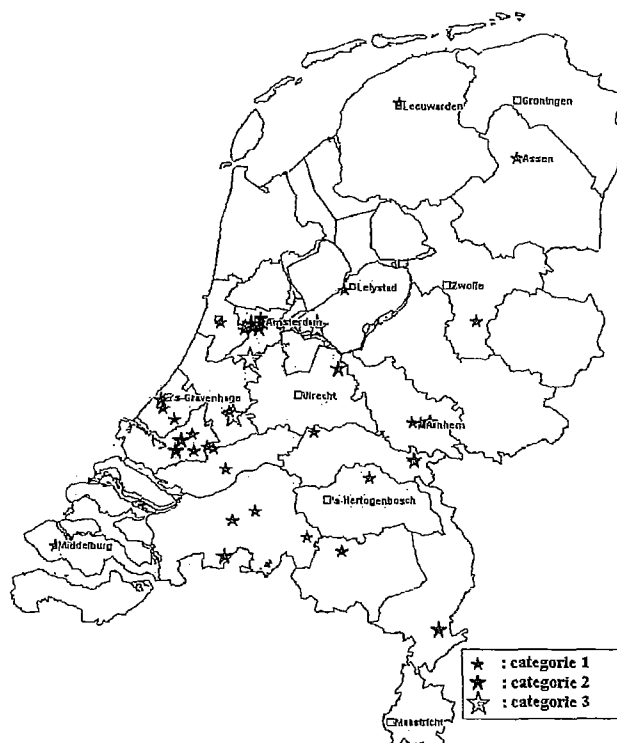 Leeuwarden
Groningen
Assen
Lelystad
Zwolle
Amsterdam
's-Gravenhage
Utrecht
Arnhem
's-Hertogenbosch
Middelburg
: categorie 1
: categorie 2
: categorie 3
Maastricht